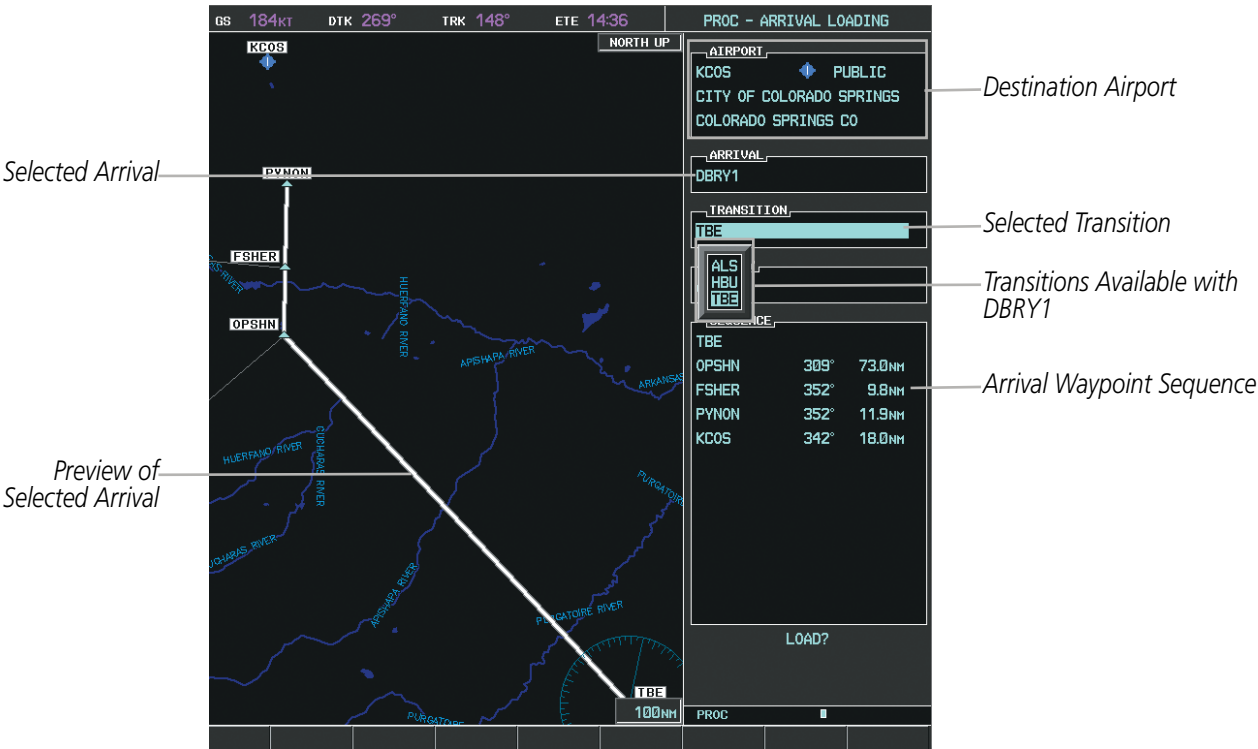 GS 184KT DTK 269° TRK 148° ETE 14:36
PROC – ARRIVAL LOADING
NORTH UP
KCOS
PYNON
FSHER
OPSHN
HUERFANO RIVER
APISHAPA RIVER
ARKANSAS
HUERFANO RIVER
CUCHARAS RIVER
PURGATOIRE
APISHAPA RIVER
PURGATOIRE RIVER
PURGATOIRE
TBE
100NM
AIRPORT
KCOS PUBLIC
CITY OF COLORADO SPRINGS
COLORADO SPRINGS CO
ARRIVAL
DBRY1
TRANSITION
TBE
ALS
HBU
TBE
SEQUENCE
TBE
OPSHN 309° 73.0NM
FSHER 352° 9.8NM
PYNON 352° 11.9NM
KCOS 342° 18.0NM
LOAD?
PROC
Selected Arrival
Preview of
Selected Arrival
Destination Airport
Selected Transition
Transitions Available with
DBRY1
Arrival Waypoint Sequence